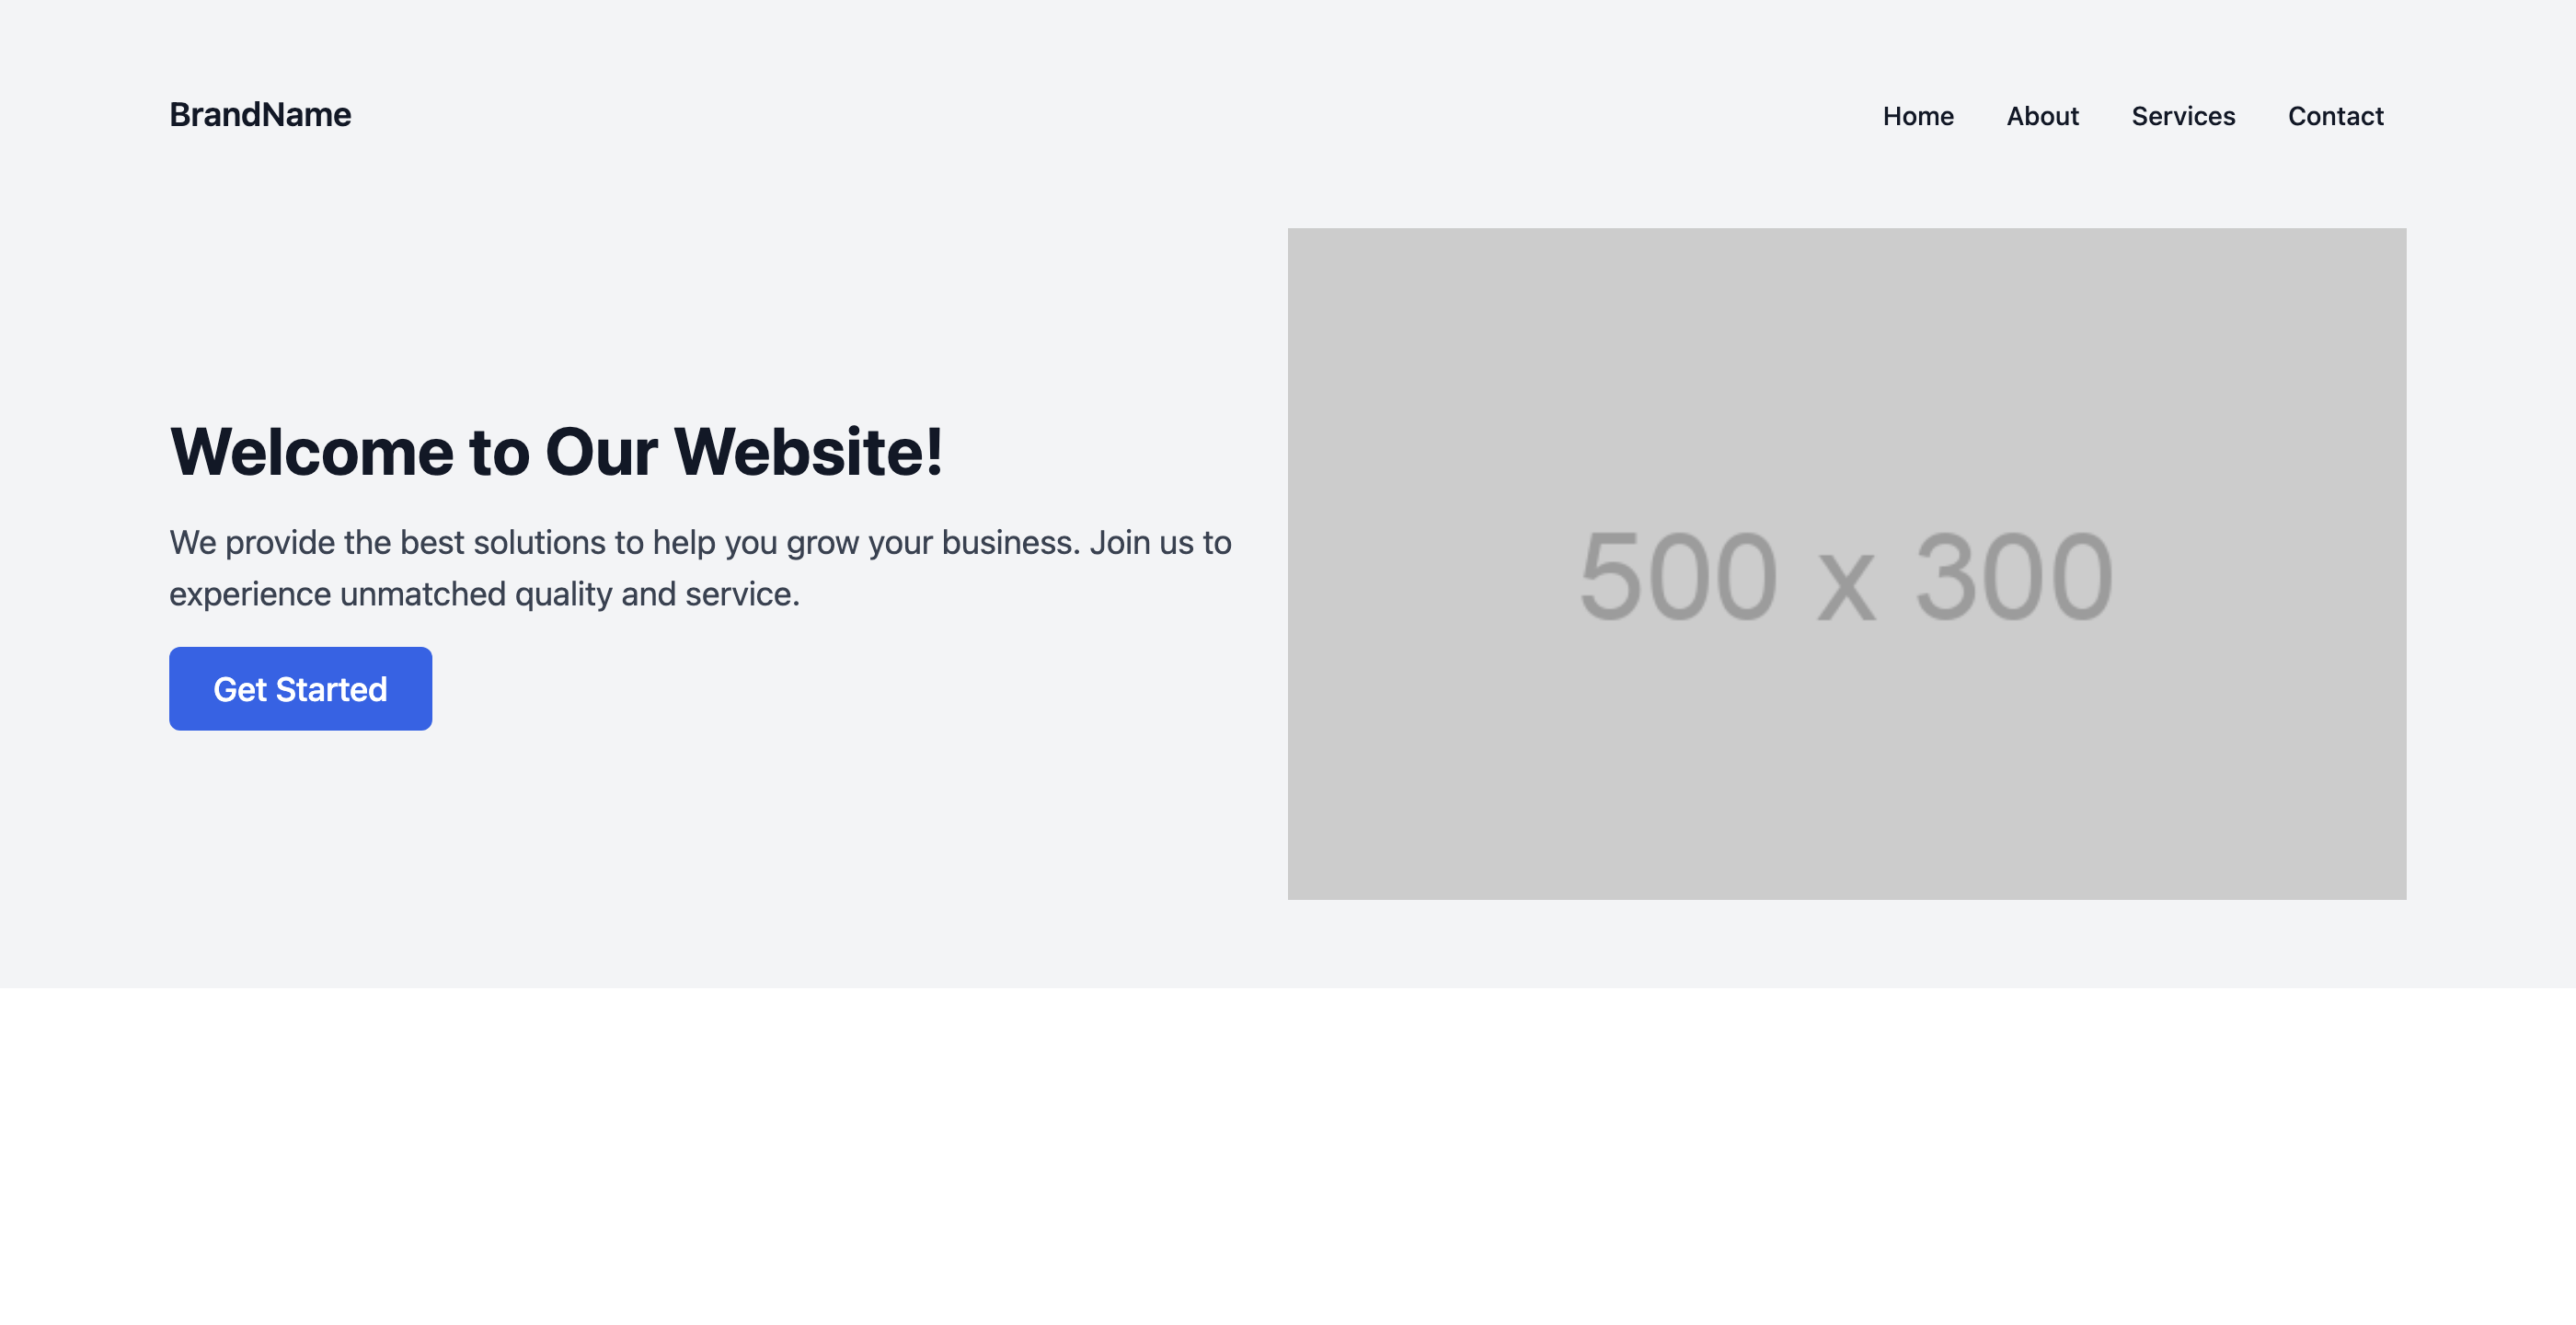 BrandName
Home About Services Contact
Welcome to Our Website!
We provide the best solutions to help you grow your business. Join us to
experience unmatched quality and service.
Get Started
500 x 300